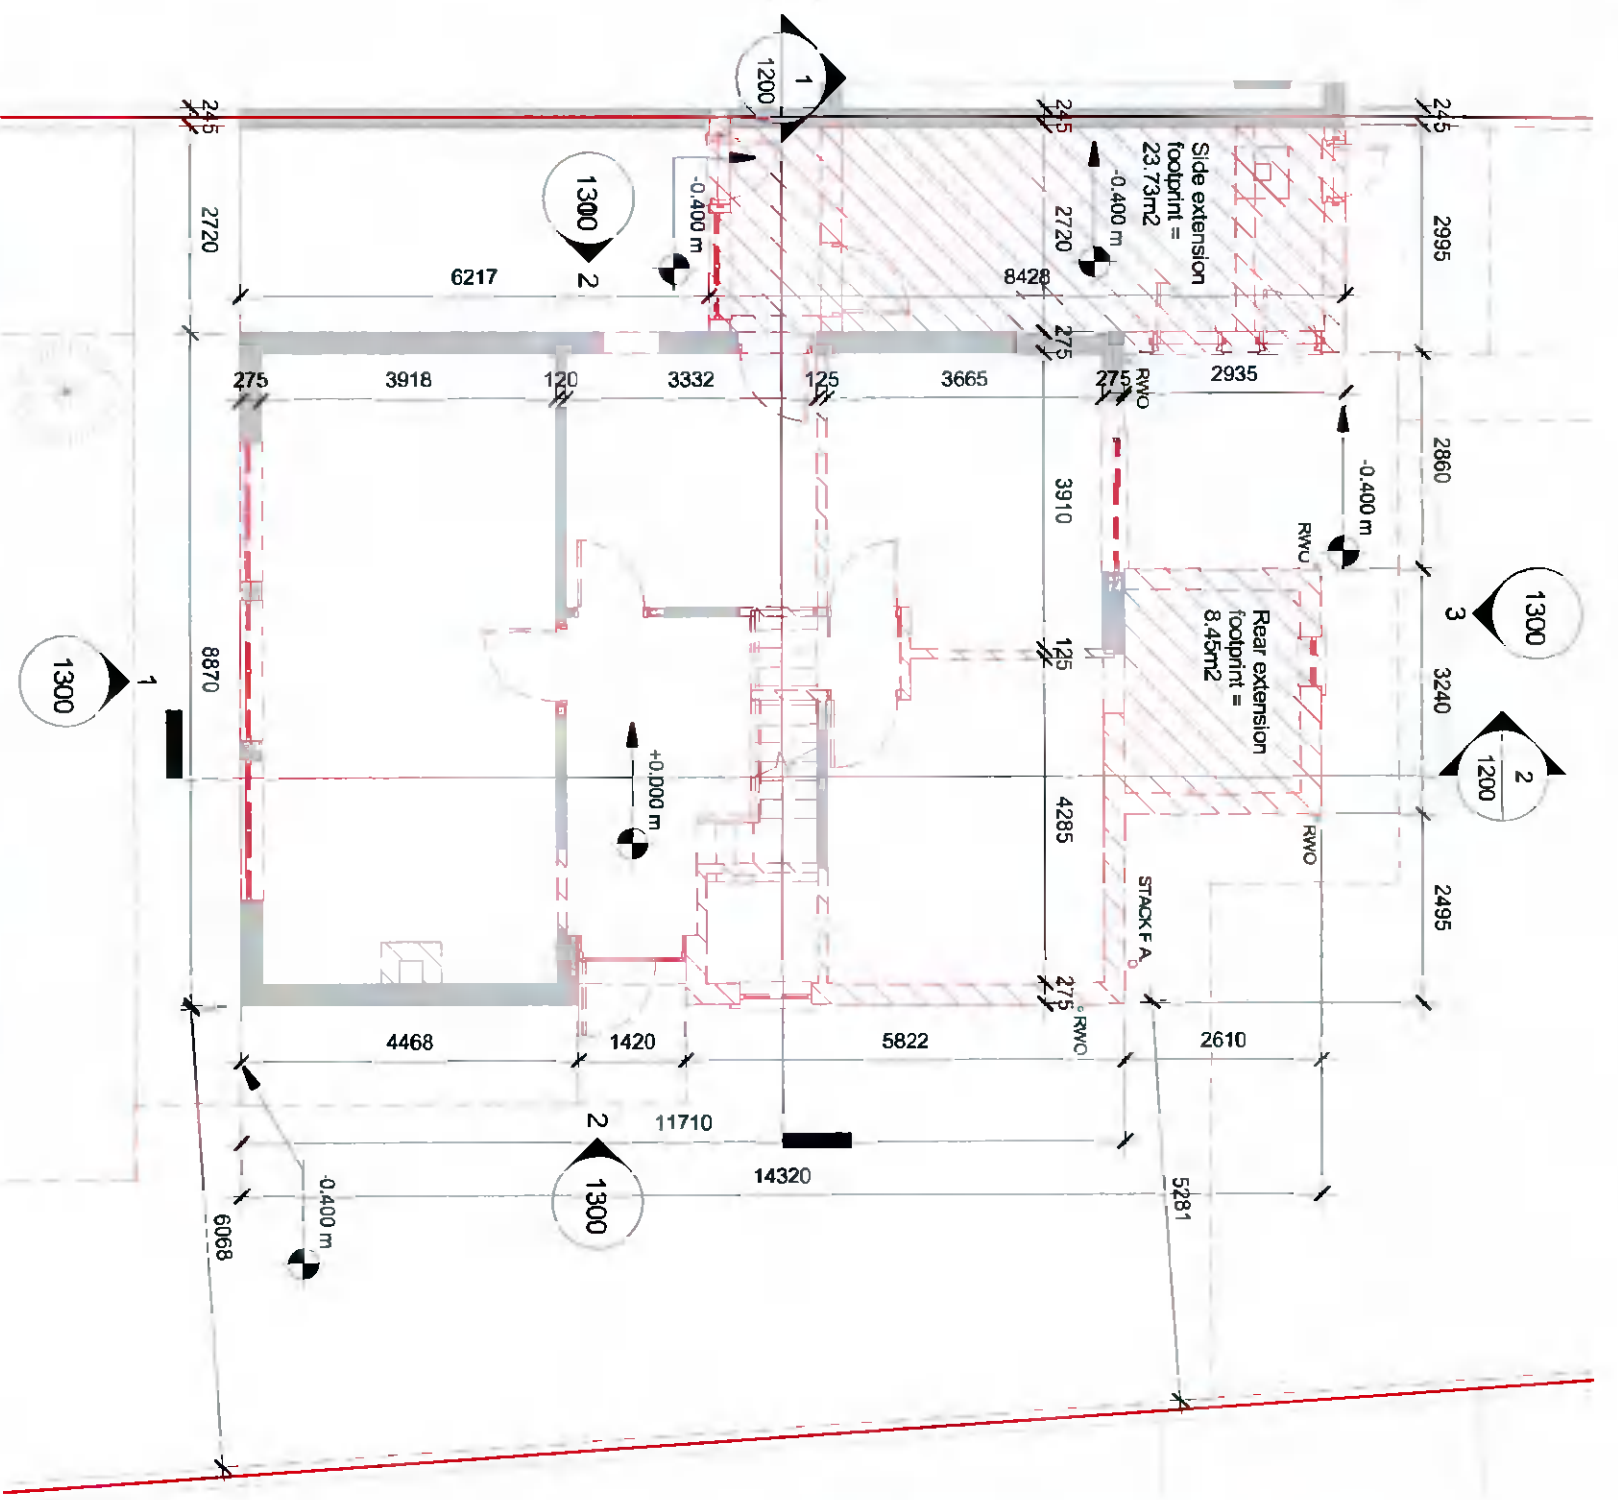 1
1200
245
245
245
Side extension
footprint =
23.73m2
-0.400 m
-0.400 m
1300
2
2720
2720
2995
6217
8428
275
275
3918
120
3332
125
3665
275
RWO
2935
2860
-0.400 m
3910
RWO
1300
3
Rear extension
footprint =
8.45m2
125
3240
1
1300
8870
2
1200
+0.000 m
4285
RWO
STACK F A
2495
275
RWO
4468
1420
5822
2610
2
11710
1300
14320
5281
-0.400 m
6068